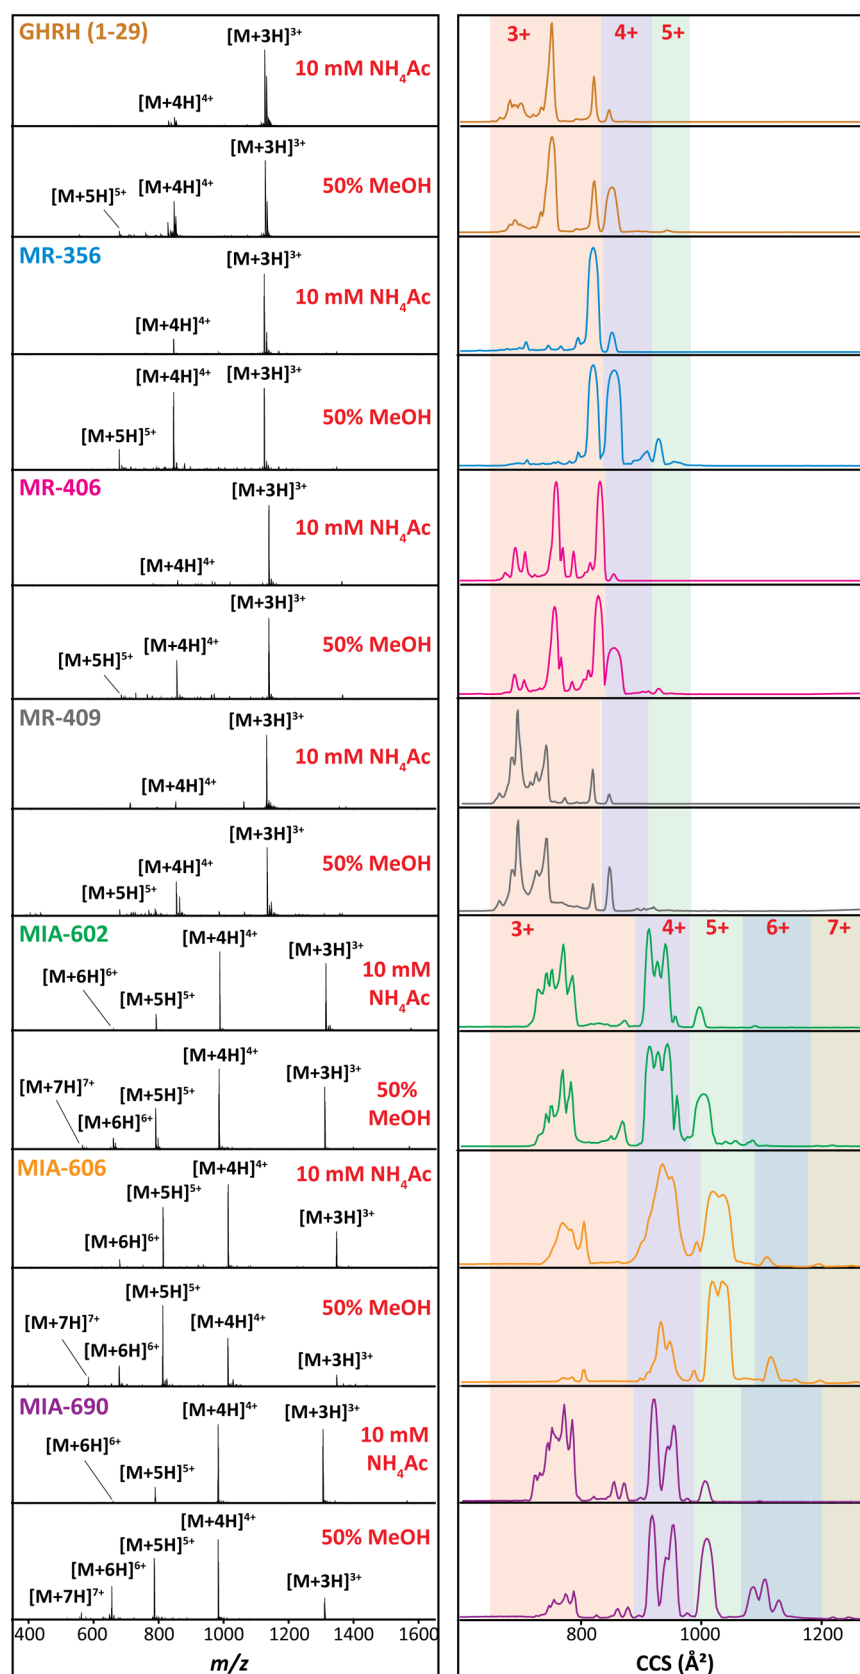 GHRH (1-29)
[M+3H]³⁺
10 mM NH₄Ac
[M+4H]⁴⁺
3+ 4+ 5+
[M+3H]³⁺
50% MeOH
[M+4H]⁴⁺
[M+5H]⁵⁺
MR-356
[M+3H]³⁺
10 mM NH₄Ac
[M+4H]⁴⁺
[M+4H]⁴⁺ [M+3H]³⁺
50% MeOH
[M+5H]⁵⁺
MR-406
[M+3H]³⁺
10 mM NH₄Ac
[M+4H]⁴⁺
[M+3H]³⁺
50% MeOH
[M+4H]⁴⁺
[M+5H]⁵⁺
MR-409
[M+3H]³⁺
10 mM NH₄Ac
[M+4H]⁴⁺
[M+3H]³⁺
50% MeOH
[M+4H]⁴⁺
[M+5H]⁵⁺
MIA-602
[M+4H]⁴⁺
[M+3H]³⁺
10 mM
NH₄Ac
[M+6H]⁶⁺
[M+5H]⁵⁺
3+ 4+ 5+ 6+ 7+
[M+4H]⁴⁺
[M+3H]³⁺
50%
MeOH
[M+7H]⁷⁺
[M+5H]⁵⁺
[M+6H]⁶⁺
MIA-606
[M+4H]⁴⁺
10 mM NH₄Ac
[M+5H]⁵⁺
[M+3H]³⁺
[M+6H]⁶⁺
[M+5H]⁵⁺
50% MeOH
[M+7H]⁷⁺
[M+4H]⁴⁺
[M+6H]⁶⁺
[M+3H]³⁺
MIA-690
[M+4H]⁴⁺
[M+3H]³⁺
10 mM
NH₄Ac
[M+6H]⁶⁺
[M+5H]⁵⁺
[M+4H]⁴⁺
50% MeOH
[M+5H]⁵⁺
[M+6H]⁶⁺
[M+3H]³⁺
[M+7H]⁷⁺
400 600 800 1000 1200 1400 1600
m/z
800 1000 1200
CCS (Å²)